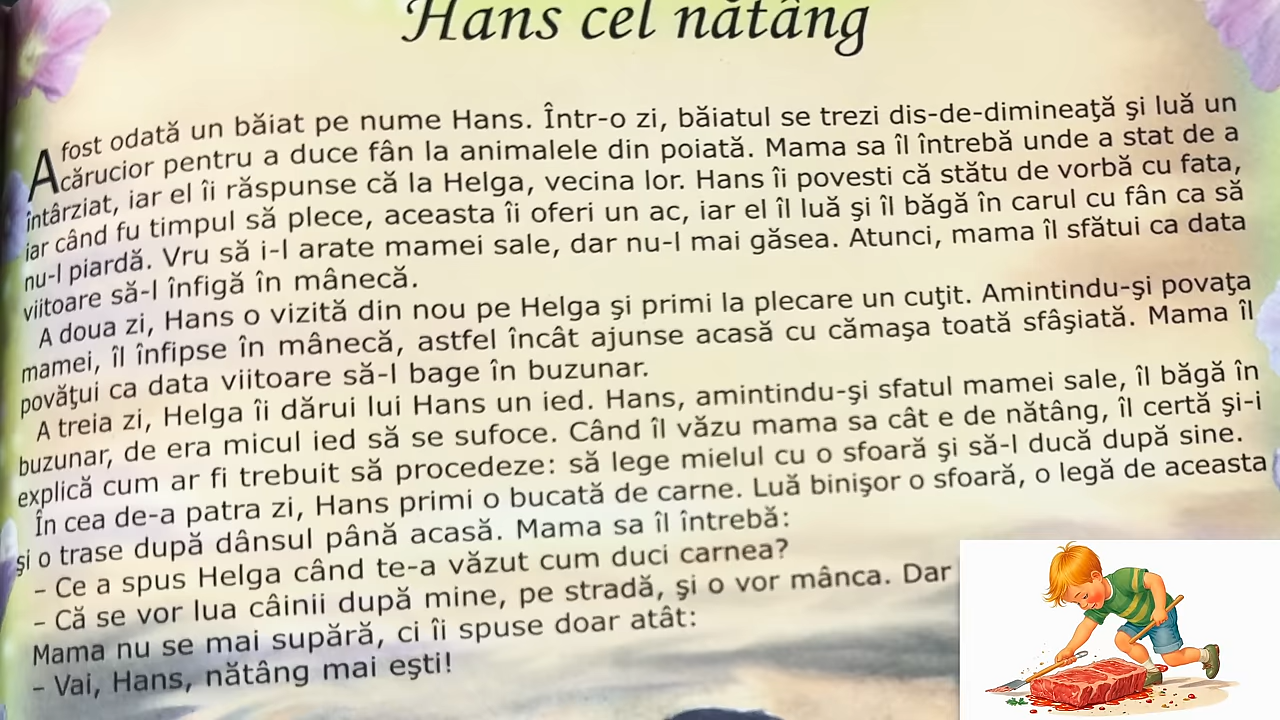 Hans cel nătâng
A fost odată un băiat pe nume Hans. Într-o zi, băiatul se trezi dis-de-dimineaţă şi luă un
cărucior pentru a duce fân la animalele din poiată. Mama sa îl întrebă unde a stat de a
întârziat, iar el îi răspunse că la Helga, vecina lor. Hans îi povesti că stătu de vorbă cu fata,
iar când fu timpul să plece, aceasta îi oferi un ac, iar el îl luă şi îl băgă în carul cu fân ca să
nu-l piardă. Vru să i-l arate mamei sale, dar nu-l mai găsea. Atunci, mama îl sfătui ca data
viitoare să-l înfigă în mânecă.
A doua zi, Hans o vizită din nou pe Helga şi primi la plecare un cuţit. Amintindu-şi povaţa
mamei, îl înfipse în mânecă, astfel încât ajunse acasă cu cămaşa toată sfâşiată. Mama îl
povăţui ca data viitoare să-l bage în buzunar.
A treia zi, Helga îi dărui lui Hans un ied. Hans, amintindu-şi sfatul mamei sale, îl băgă în
buzunar, de era micul ied să se sufoce. Când îl văzu mama sa cât e de nătâng, îl certă şi-i
explică cum ar fi trebuit să procedeze: să lege mielul cu o sfoară şi să-l ducă după sine.
În cea de-a patra zi, Hans primi o bucată de carne. Luă binişor o sfoară, o legă de aceasta
şi o trase după dânsul până acasă. Mama sa îl întrebă:
– Ce a spus Helga când te-a văzut cum duci carnea?
– Că se vor lua câinii după mine, pe stradă, şi o vor mânca. Dar
Mama nu se mai supără, ci îi spuse doar atât:
– Vai, Hans, nătâng mai eşti!